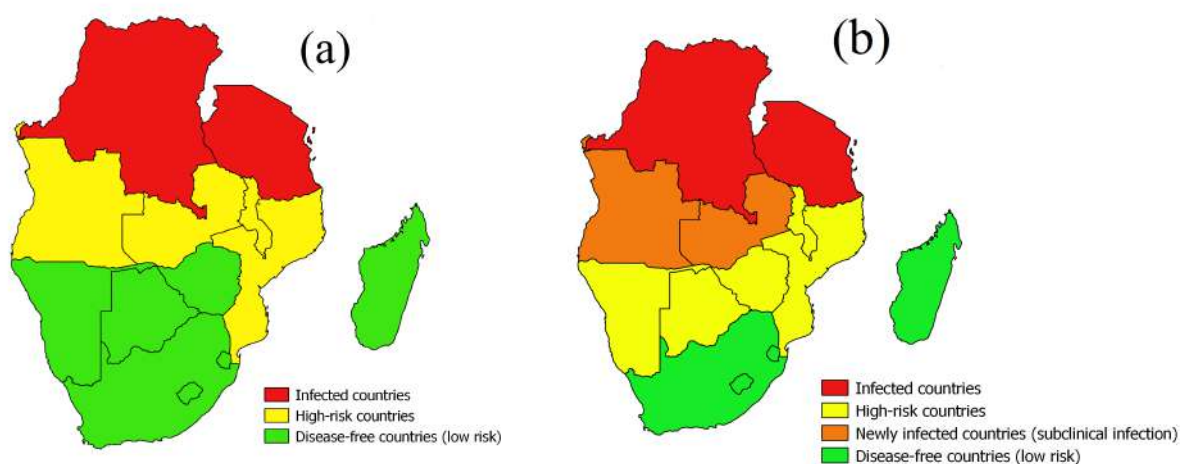 (a)
Infected countries
High-risk countries
Disease-free countries (low risk)
(b)
Infected countries
High-risk countries
Newly infected countries (subclinical infection)
Disease-free countries (low risk)